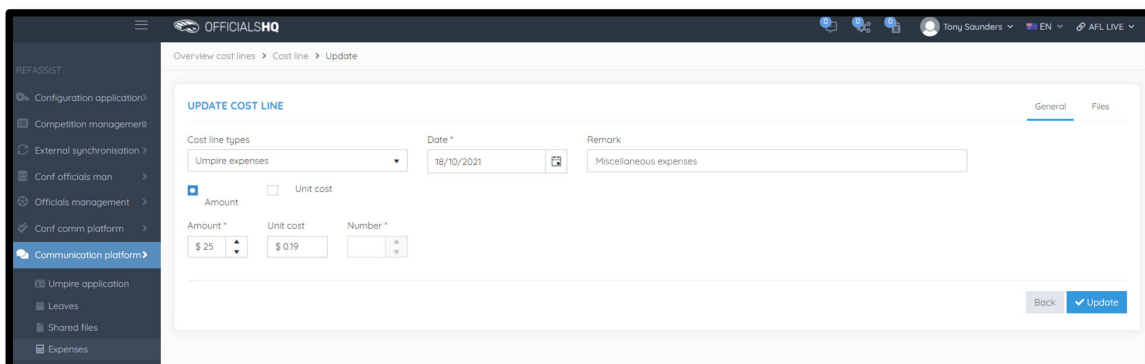 OFFICIALSHQ
0 0 0 Tony Saunders EN AFL LIVE
Overview cost lines > Cost line > Update
REFASSIST
Configuration application
Competition management
External synchronisation
Conf officials man
Officials management
Conf comm platform
Communication platform
Umpire application
Leaves
Shared files
Expenses
UPDATE COST LINE
General Files
Cost line types Date * Remark
Umpire expenses 18/10/2021 Miscellaneous expenses
Amount Unit cost
Amount * Unit cost Number *
$ 25 $ 0.19
Back Update